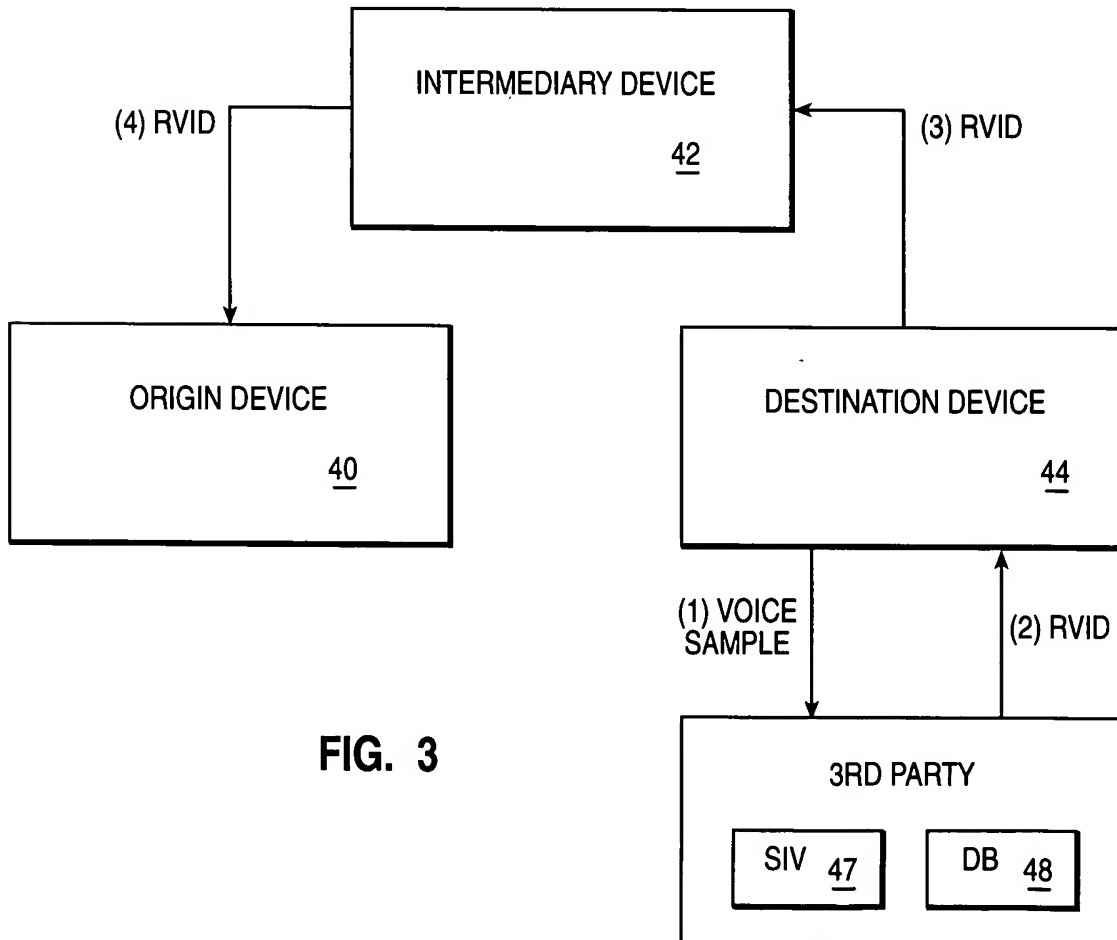 INTERMEDIARY DEVICE
42
(4) RVID
(3) RVID
ORIGIN DEVICE
40
DESTINATION DEVICE
44
(1) VOICE
SAMPLE
(2) RVID
FIG. 3
3RD PARTY
SIV 47
DB 48